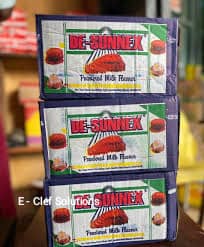 DE-SUNNEX
Powdered Milk Flavour
DE-SUNNEX
Powdered Milk Flavour
E- Clef Solutions
DE-SUNNEX
Powdered Milk Flavour